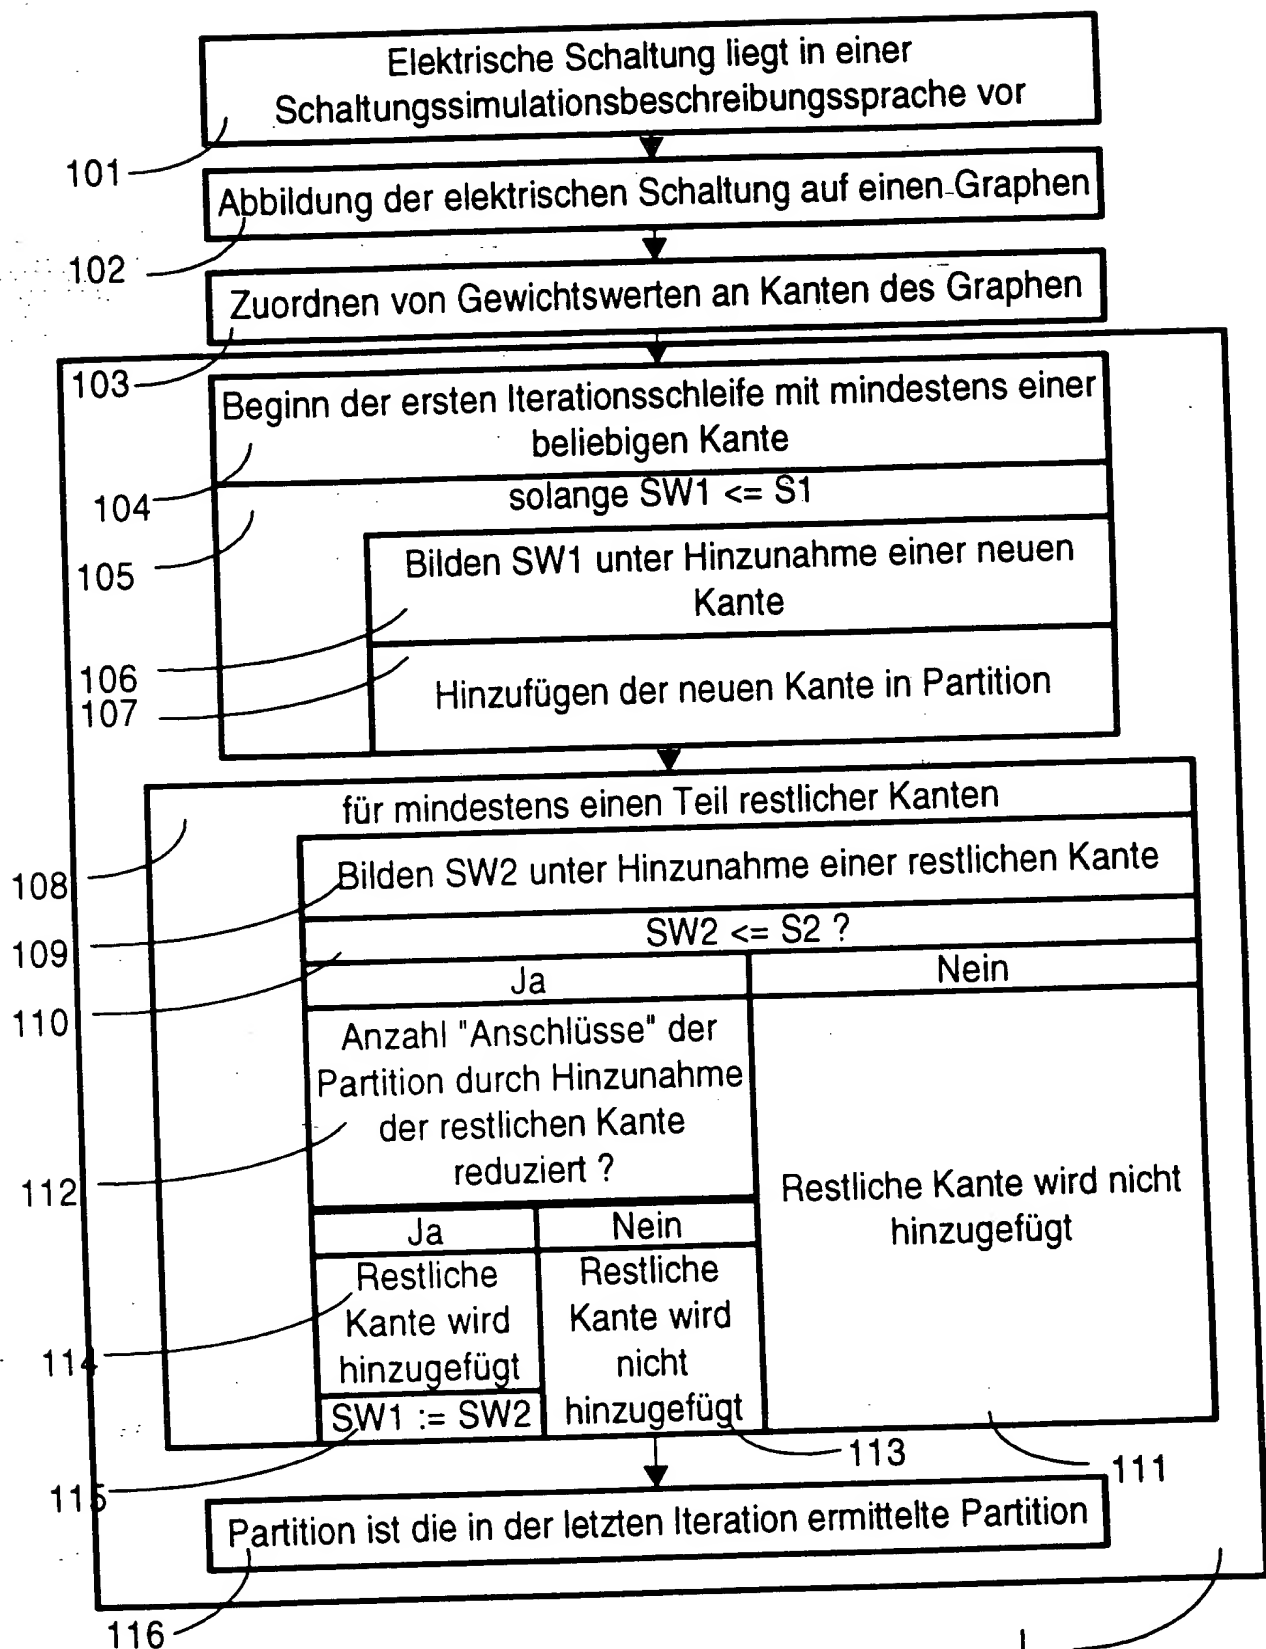 Elektrische Schaltung liegt in einer
Schaltungssimulationsbeschreibungssprache vor
101
Abbildung der elektrischen Schaltung auf einen Graphen
102
Zuordnen von Gewichtswerten an Kanten des Graphen
103
Beginn der ersten Iterationsschleife mit mindestens einer
beliebigen Kante
104
solange SW1 <= S1
105
Bilden SW1 unter Hinzunahme einer neuen
Kante
106
Hinzufügen der neuen Kante in Partition
107
für mindestens einen Teil restlicher Kanten
108
Bilden SW2 unter Hinzunahme einer restlichen Kante
109
SW2 <= S2 ?
110
Ja
Nein
Anzahl "Anschlüsse" der
Partition durch Hinzunahme
der restlichen Kante
reduziert ?
112
Restliche Kante wird nicht
hinzugefügt
Ja
Nein
Restliche
Kante wird
hinzugefügt
114
Restliche
Kante wird
nicht
hinzugefügt
SW1 := SW2
113
111
115
Partition ist die in der letzten Iteration ermittelte Partition
116